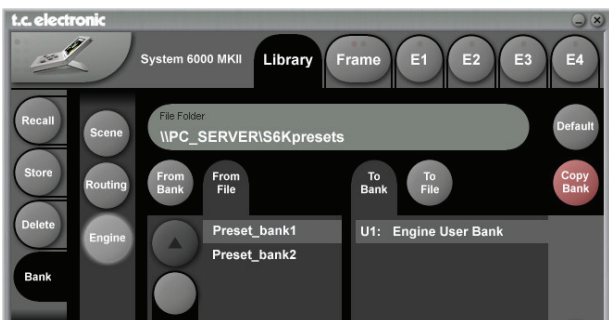 t.c. electronic
System 6000 MKII
Library
Frame
E1
E2
E3
E4
Recall
Store
Delete
Bank
Scene
Routing
Engine
File Folder
\\PC_SERVER\S6Kpresets
Default
From Bank
From File
To Bank
To File
Copy Bank
Preset_bank1
Preset_bank2
U1: Engine User Bank